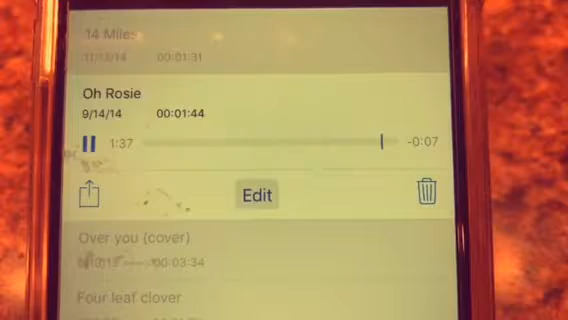 14 Miles
00:01:31
Oh Rosie
9/14/14 00:01:44
1:37 -0:07
Edit
Over you (cover)
00:03:34
Four leaf clover